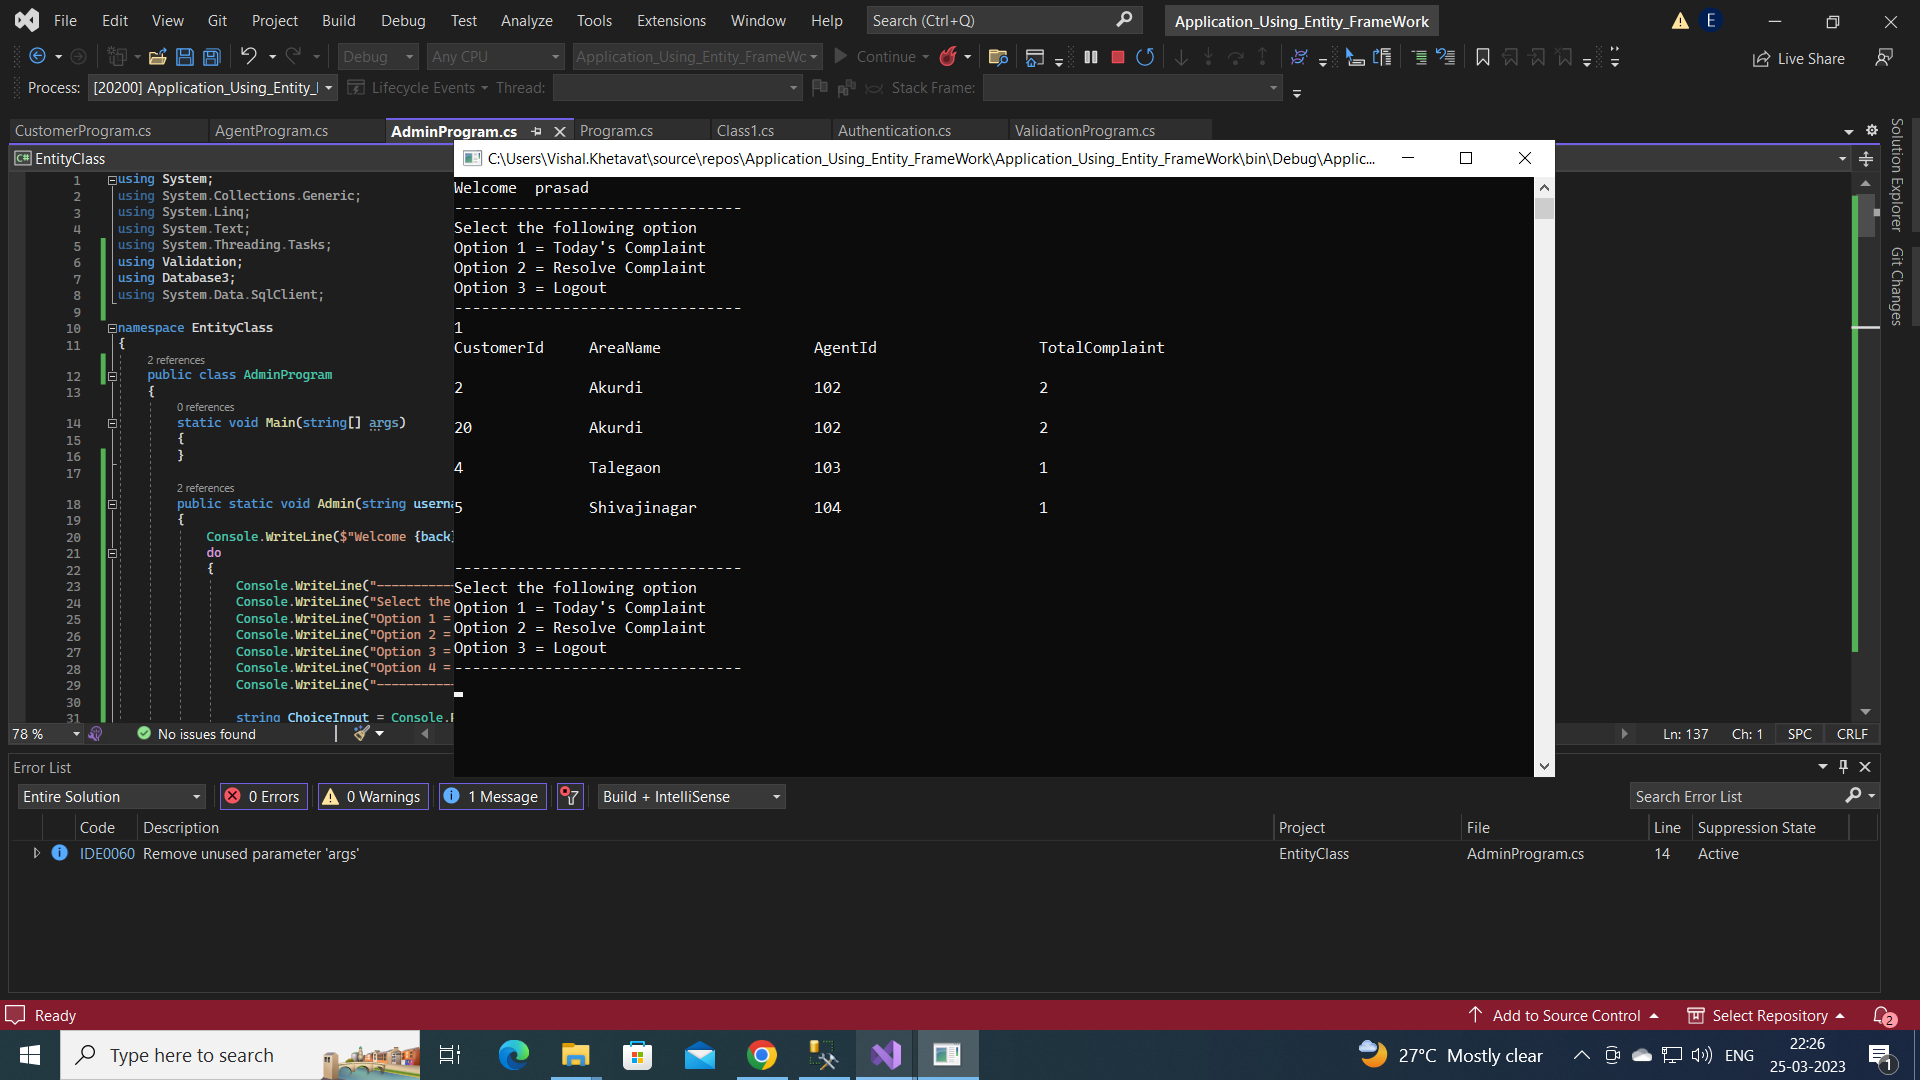 File Edit View Git Project Build Debug Test Analyze Tools Extensions Window Help Search (Ctrl+Q) Application_Using_Entity_FrameWork E
Debug Any CPU Application_Using_Entity_FrameWc Continue Live Share
Process: [20200] Application_Using_Entity_I Lifecycle Events Thread: Stack Frame:
CustomerProgram.cs AgentProgram.cs AdminProgram.cs Program.cs Class1.cs Authentication.cs ValidationProgram.cs
EntityClass
1 using System;
2 using System.Collections.Generic;
3 using System.Linq;
4 using System.Text;
5 using System.Threading.Tasks;
6 using Validation;
7 using Database3;
8 using System.Data.SqlClient;
9
10 namespace EntityClass
11 {
2 references
12 public class AdminProgram
13 {
0 references
14 static void Main(string[] args)
15 {
16 }
17
2 references
18 public static void Admin(string userna
19 {
20 Console.WriteLine($"Welcome {back}
21 do
22 {
23 Console.WriteLine("-----------
24 Console.WriteLine("Select the
25 Console.WriteLine("Option 1 =
26 Console.WriteLine("Option 2 =
27 Console.WriteLine("Option 3 =
28 Console.WriteLine("Option 4 =
29 Console.WriteLine("-----------
30
31 string ChoiceInput = Console.R
C:\Users\Vishal.Khetavat\source\repos\Application_Using_Entity_FrameWork\Application_Using_Entity_FrameWork\bin\Debug\Applic...
Welcome  prasad
--------------------------------
Select the following option
Option 1 = Today's Complaint
Option 2 = Resolve Complaint
Option 3 = Logout
--------------------------------
1
CustomerId AreaName AgentId TotalComplaint
2 Akurdi 102 2
20 Akurdi 102 2
4 Talegaon 103 1
5 Shivajinagar 104 1
--------------------------------
Select the following option
Option 1 = Today's Complaint
Option 2 = Resolve Complaint
Option 3 = Logout
--------------------------------
Solution Explorer
Git Changes
78 % No issues found Ln: 137 Ch: 1 SPC CRLF
Error List
Entire Solution 0 Errors 0 Warnings 1 Message Build + IntelliSense Search Error List
Code Description Project File Line Suppression State
IDE0060 Remove unused parameter 'args' EntityClass AdminProgram.cs 14 Active
Ready Add to Source Control Select Repository 2
Type here to search 27°C Mostly clear ENG 22:26
25-03-2023 1